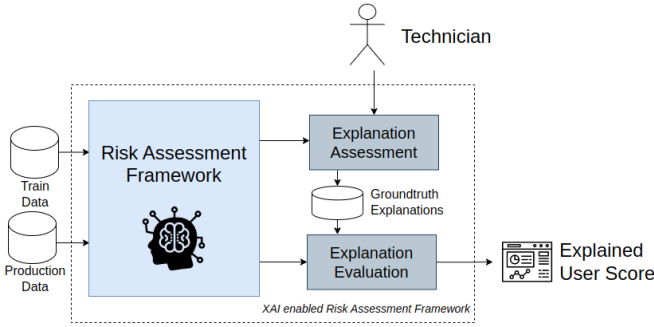 Technician
Risk Assessment
Framework
Explanation
Assessment
Train
Data
Groundtruth
Explanations
Production
Data
Explanation
Evaluation
Explained
User Score
XAI enabled Risk Assessment Framework